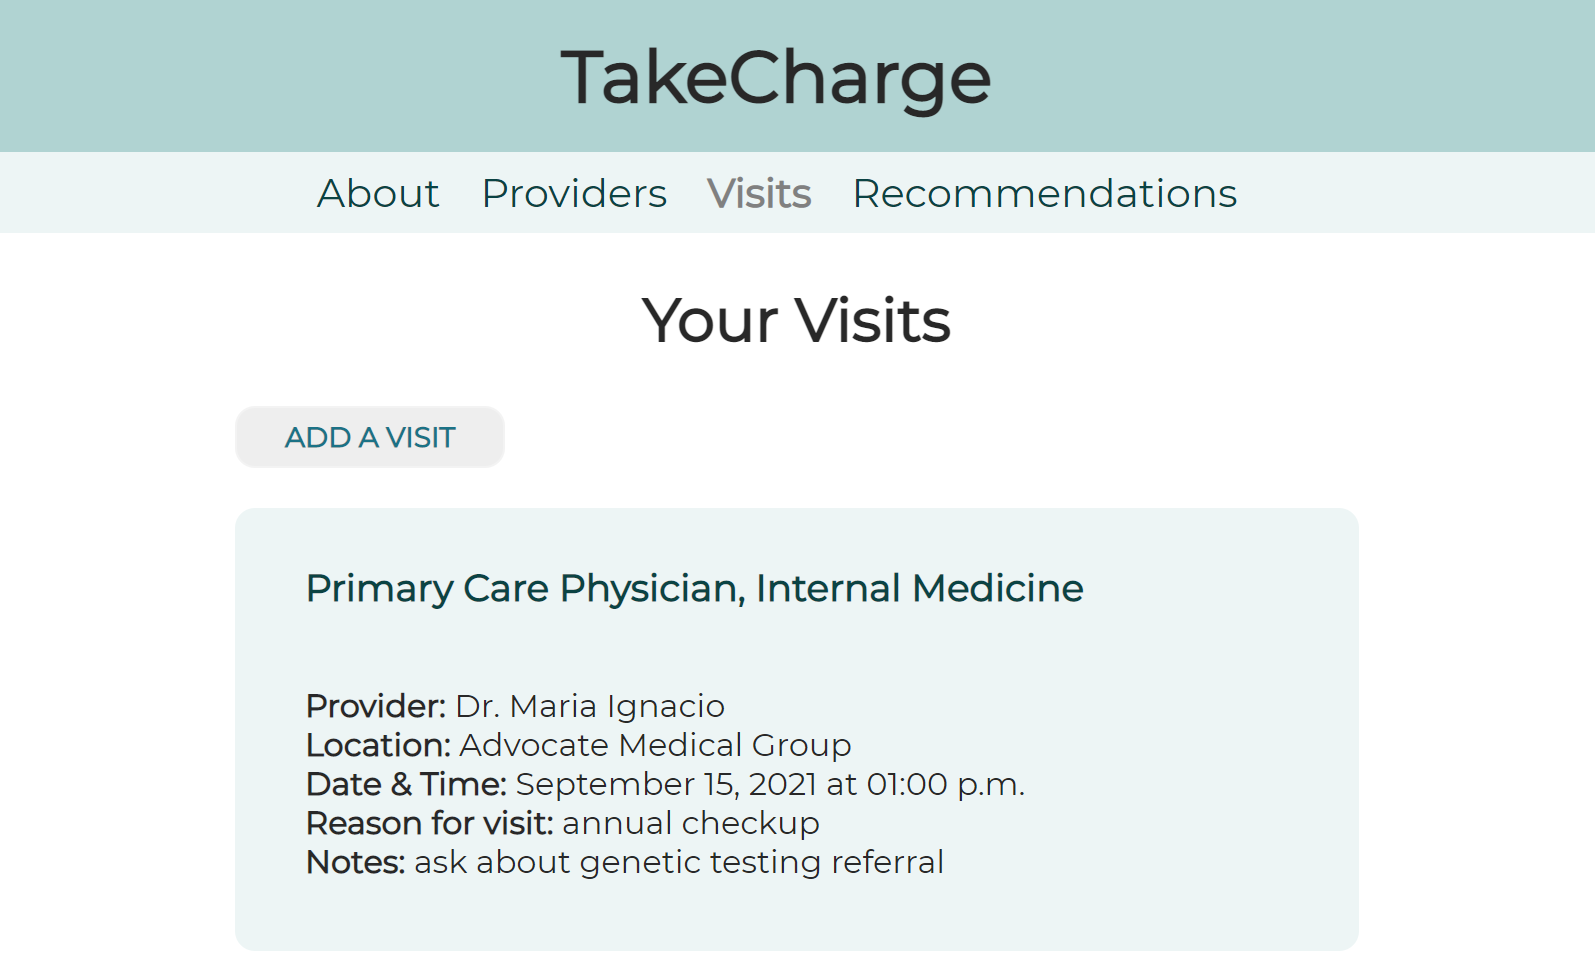 TakeCharge
About Providers Visits Recommendations
Your Visits
ADD A VISIT
Primary Care Physician, Internal Medicine
Provider: Dr. Maria Ignacio
Location: Advocate Medical Group
Date & Time: September 15, 2021 at 01:00 p.m.
Reason for visit: annual checkup
Notes: ask about genetic testing referral